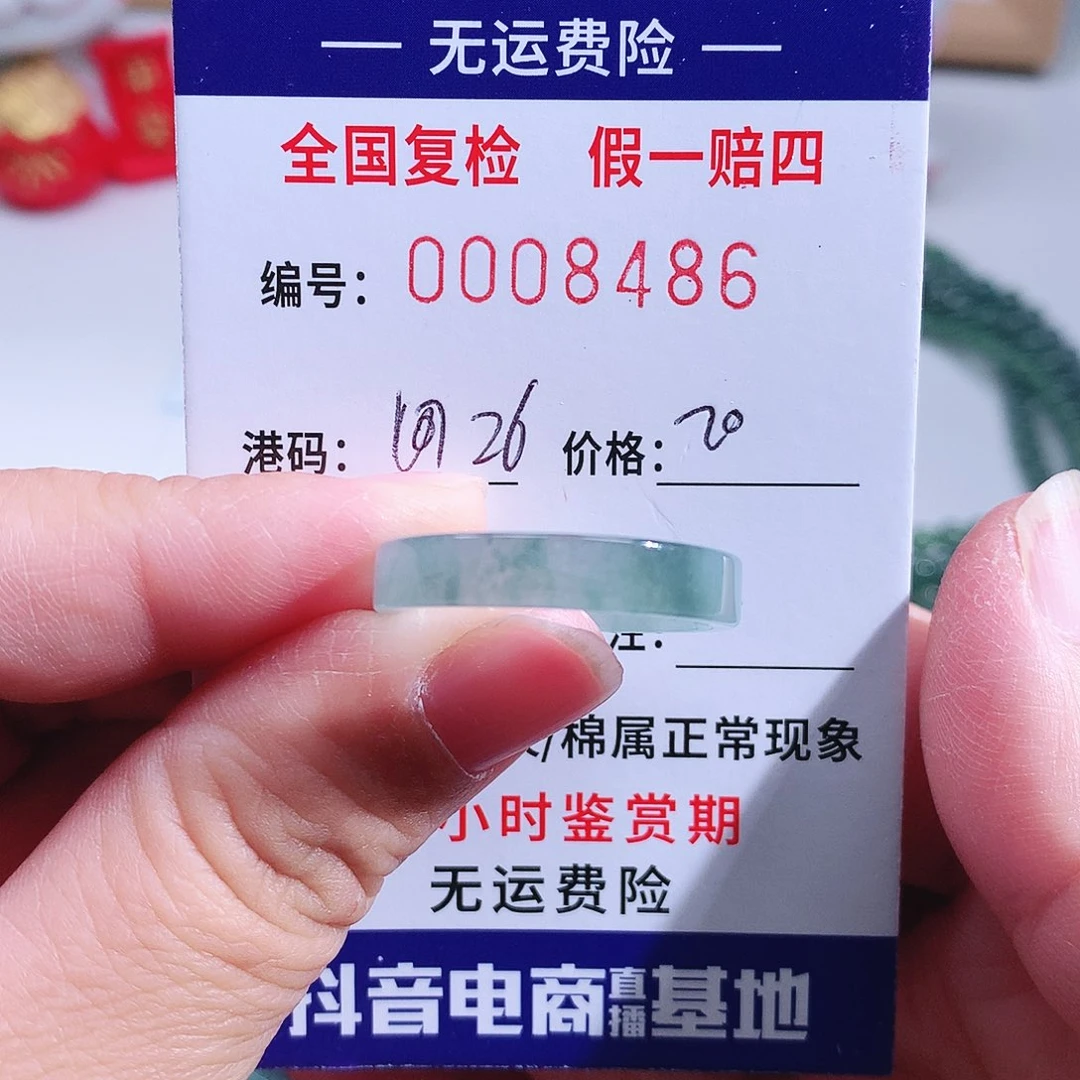 — 无运费险 —
全国复检 假一赔四
编号: 0008486
港码: 26 价格: 20
注:
/棉属正常现象
小时鉴赏期
无运费险
抖音电商直播基地